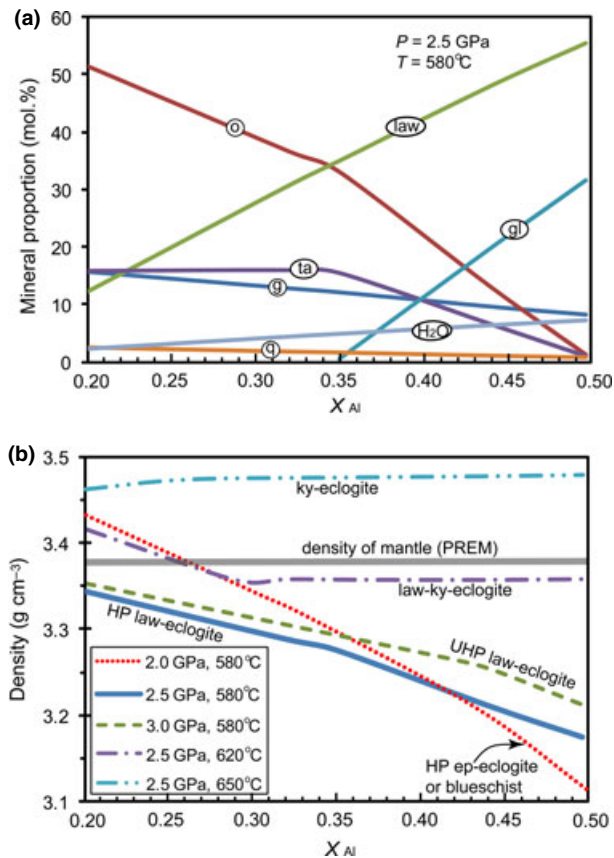 (a)
60
50
40
30
20
10
0
Mineral proportion (mol.%)
P = 2.5 GPa
T = 580°C
o
law
gl
ta
g
H₂O
q
0.20 0.25 0.30 0.35 0.40 0.45 0.50
X Al
(b)
3.5
3.4
3.3
3.2
3.1
Density (g cm⁻³)
ky-eclogite
density of mantle (PREM)
law-ky-eclogite
HP law-eclogite
UHP law-eclogite
2.0 GPa, 580°C
2.5 GPa, 580°C
3.0 GPa, 580°C
2.5 GPa, 620°C
2.5 GPa, 650°C
HP ep-eclogite
or blueschist
0.20 0.25 0.30 0.35 0.40 0.45 0.50
X Al